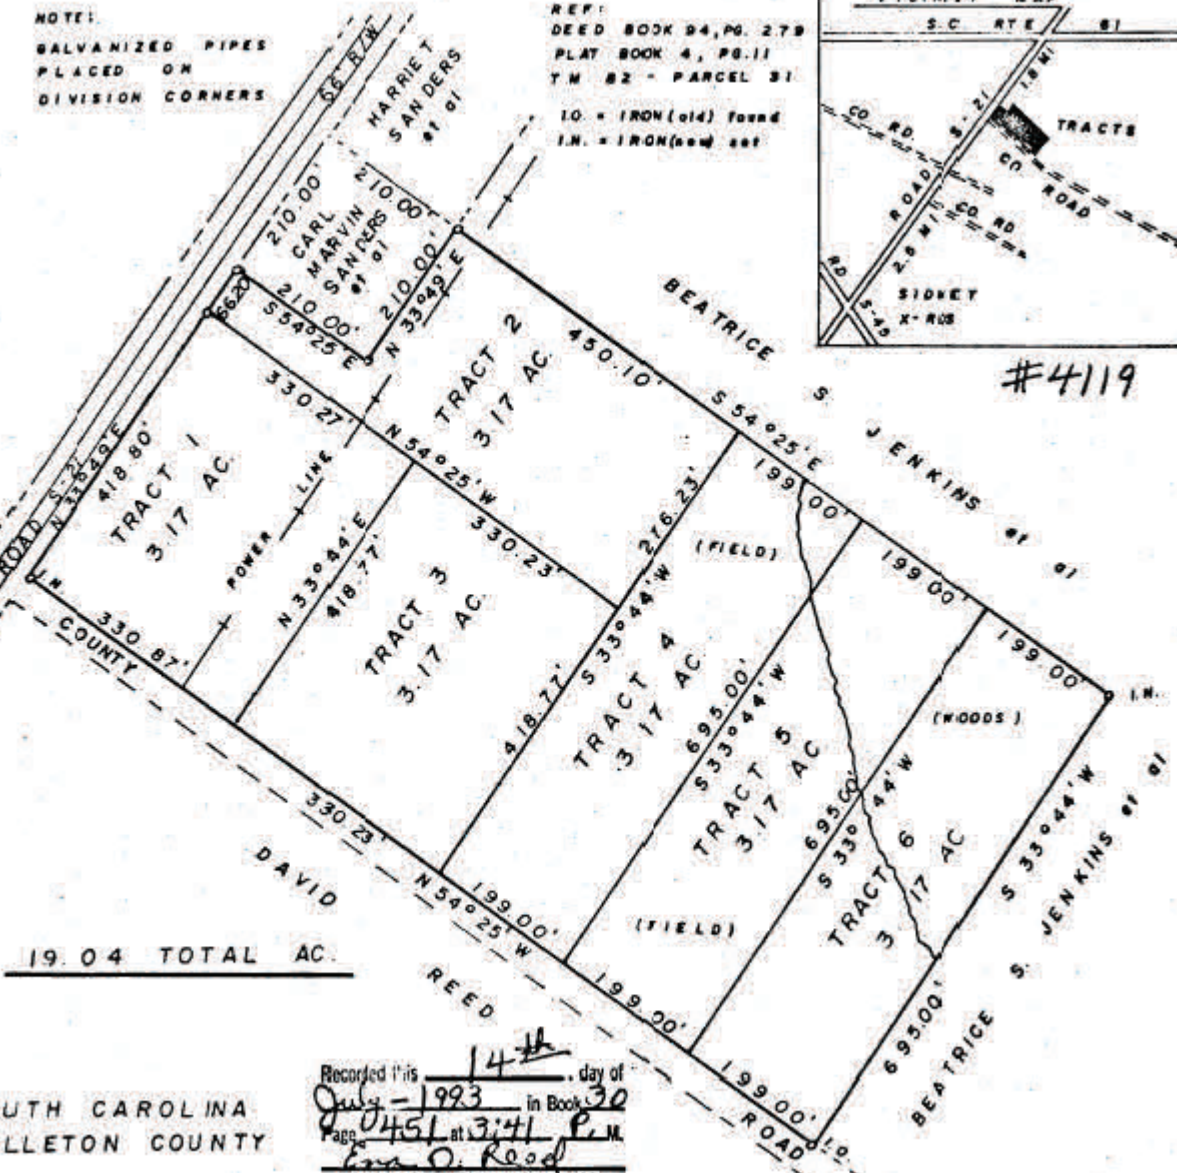 NOTE:
GALVANIZED PIPES
PLACED ON
DIVISION CORNERS
REF:
DEED BOOK 94, PG. 279
PLAT BOOK 4, PG. 11
T M 82 - PARCEL 31
I.O. = IRON(old) found
I.N. = IRON(new) set
S.C RTE 61
1.8 MI
S-21
ROAD
CO RD.
TRACTS
CO ROAD
CO. RD
2.0 MI
RD
S-45
SIDNEY
X-RDS
#4119
66' R/W
HARRIET
SANDERS
et al
210.00'
210.00'
CARL
MARVIN
SANDERS
et al
210.00'
N 33°49'E
210.00'
S 54°25'E
66.20'
ROAD S-21
N 33°49'E
418.80'
TRACT 1
3.17 AC.
330.27'
N 54°25'W
330.23'
POWER LINE
TRACT 2
3.17 AC.
450.10'
S 54°25'E
BEATRICE S JENKINS et al
199.00'
199.00'
199.00'
I.N.
I.N.
COUNTY
330.87'
N 33°44'E
418.77'
TRACT 3
3.17 AC.
276.23'
S 33°44'W
418.77'
(FIELD)
TRACT 4
3.17 AC
695.00'
S 33°44'W
TRACT 5
3.17 AC
695.00'
S 33°44'W
(WOODS)
TRACT 6
3 17 AC
S 33°44'W
695.00'
BEATRICE S. JENKINS et al
(FIELD)
330.23'
N 54°25'W
199.00'
199.00'
199.00'
ROAD
I.O.
DAVID REED
19.04 TOTAL AC.
UTH CAROLINA
LLETON COUNTY
Recorded this 14th day of
July - 1993 in Book 30
Page 451 at 3:41 P.M.